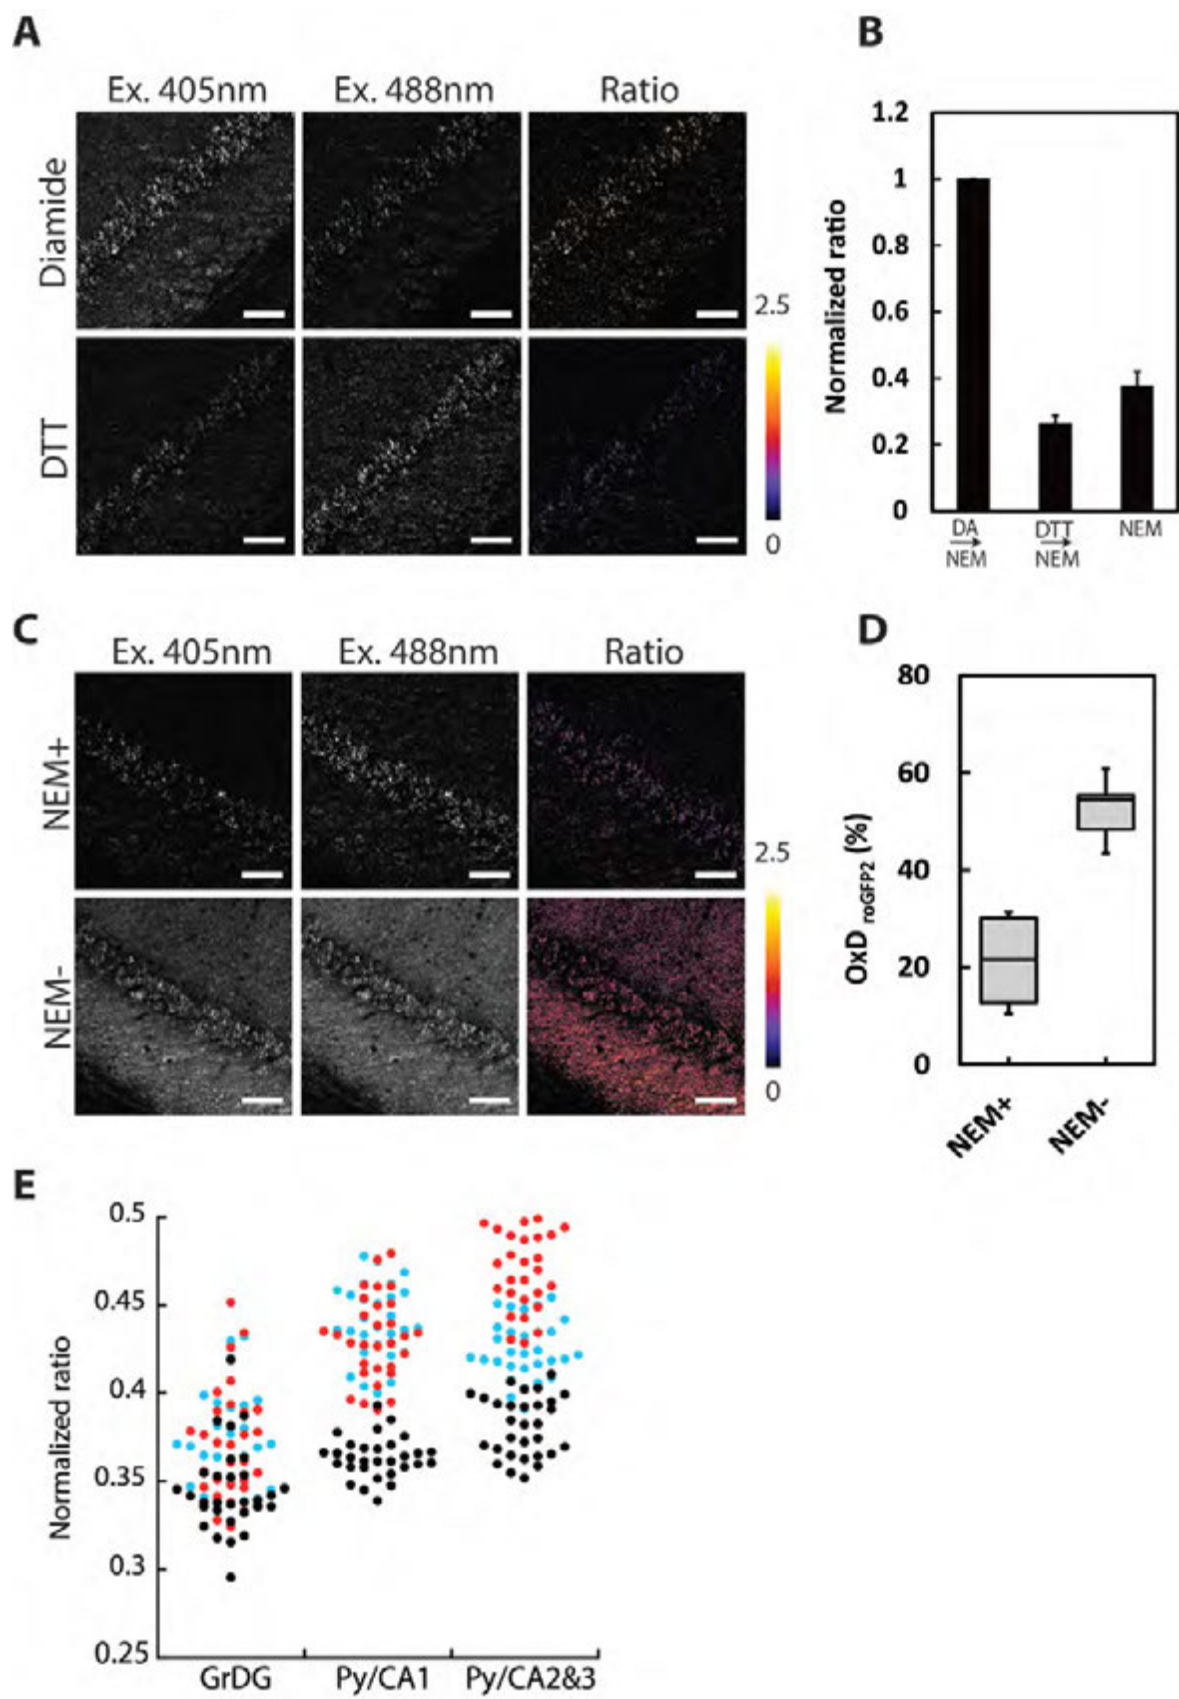 A
Ex. 405nm Ex. 488nm Ratio
Diamide
DTT
2.5
0
B
Normalized ratio
1.2
1
0.8
0.6
0.4
0.2
0
DA
NEM
DTT
NEM
NEM
C
Ex. 405nm Ex. 488nm Ratio
NEM+
NEM-
2.5
0
D
OxD roGFP2 (%)
80
60
40
20
0
NEM+
NEM-
E
Normalized ratio
0.5
0.45
0.4
0.35
0.3
0.25
GrDG Py/CA1 Py/CA2&3